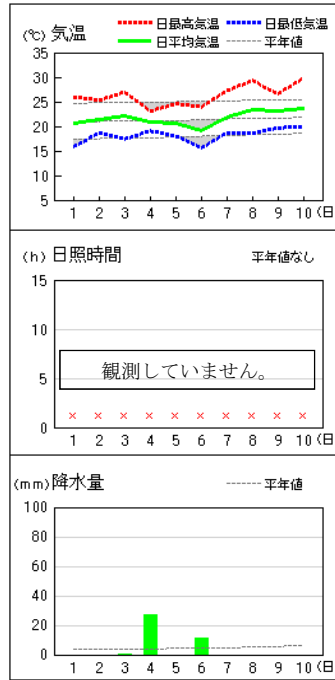 (℃) 気温 日最高気温 日最低気温
日平均気温 平年値
35
30
25
20
15
10
5
1 2 3 4 5 6 7 8 9 10 (日
(h) 日照時間 平年値なし
15
10
観測していません。
5
0
× × × × × × × × × ×
1 2 3 4 5 6 7 8 9 10 (日
(mm) 降水量 平年値
100
80
60
40
20
0
1 2 3 4 5 6 7 8 9 10 (日